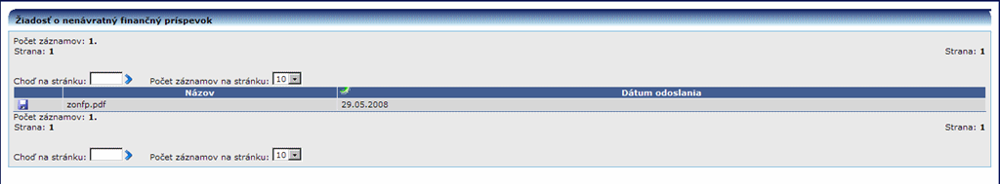 Žiadosť o nenávratný finančný príspevok
Počet záznamov: 1.
Strana: 1 Strana: 1
Choď na stránku: Počet záznamov na stránku: 10
Názov Dátum odoslania
zonfp.pdf 29.05.2008
Počet záznamov: 1.
Strana: 1 Strana: 1
Choď na stránku: Počet záznamov na stránku: 10